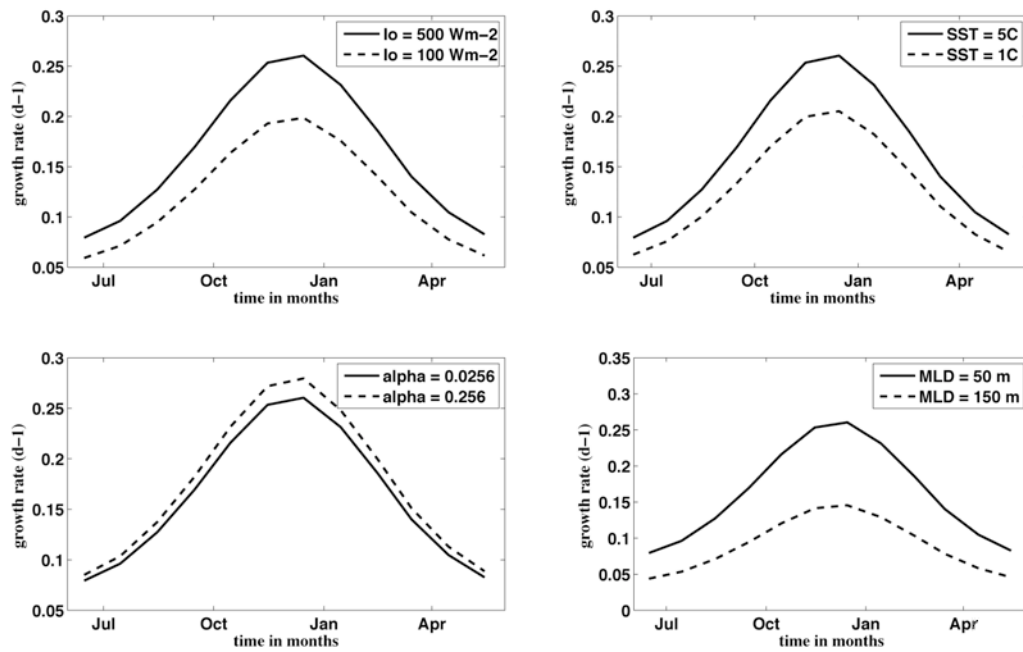 0.3
0.25
0.2
0.15
0.1
0.05
growth rate (d−1)
Io = 500 Wm−2
Io = 100 Wm−2
Jul Oct Jan Apr
time in months
0.3
0.25
0.2
0.15
0.1
0.05
growth rate (d−1)
SST = 5C
SST = 1C
Jul Oct Jan Apr
time in months
0.3
0.25
0.2
0.15
0.1
0.05
growth rate (d−1)
alpha = 0.0256
alpha = 0.256
Jul Oct Jan Apr
time in months
0.35
0.3
0.25
0.2
0.15
0.1
0.05
0
growth rate (d−1)
MLD = 50 m
MLD = 150 m
Jul Oct Jan Apr
time in months